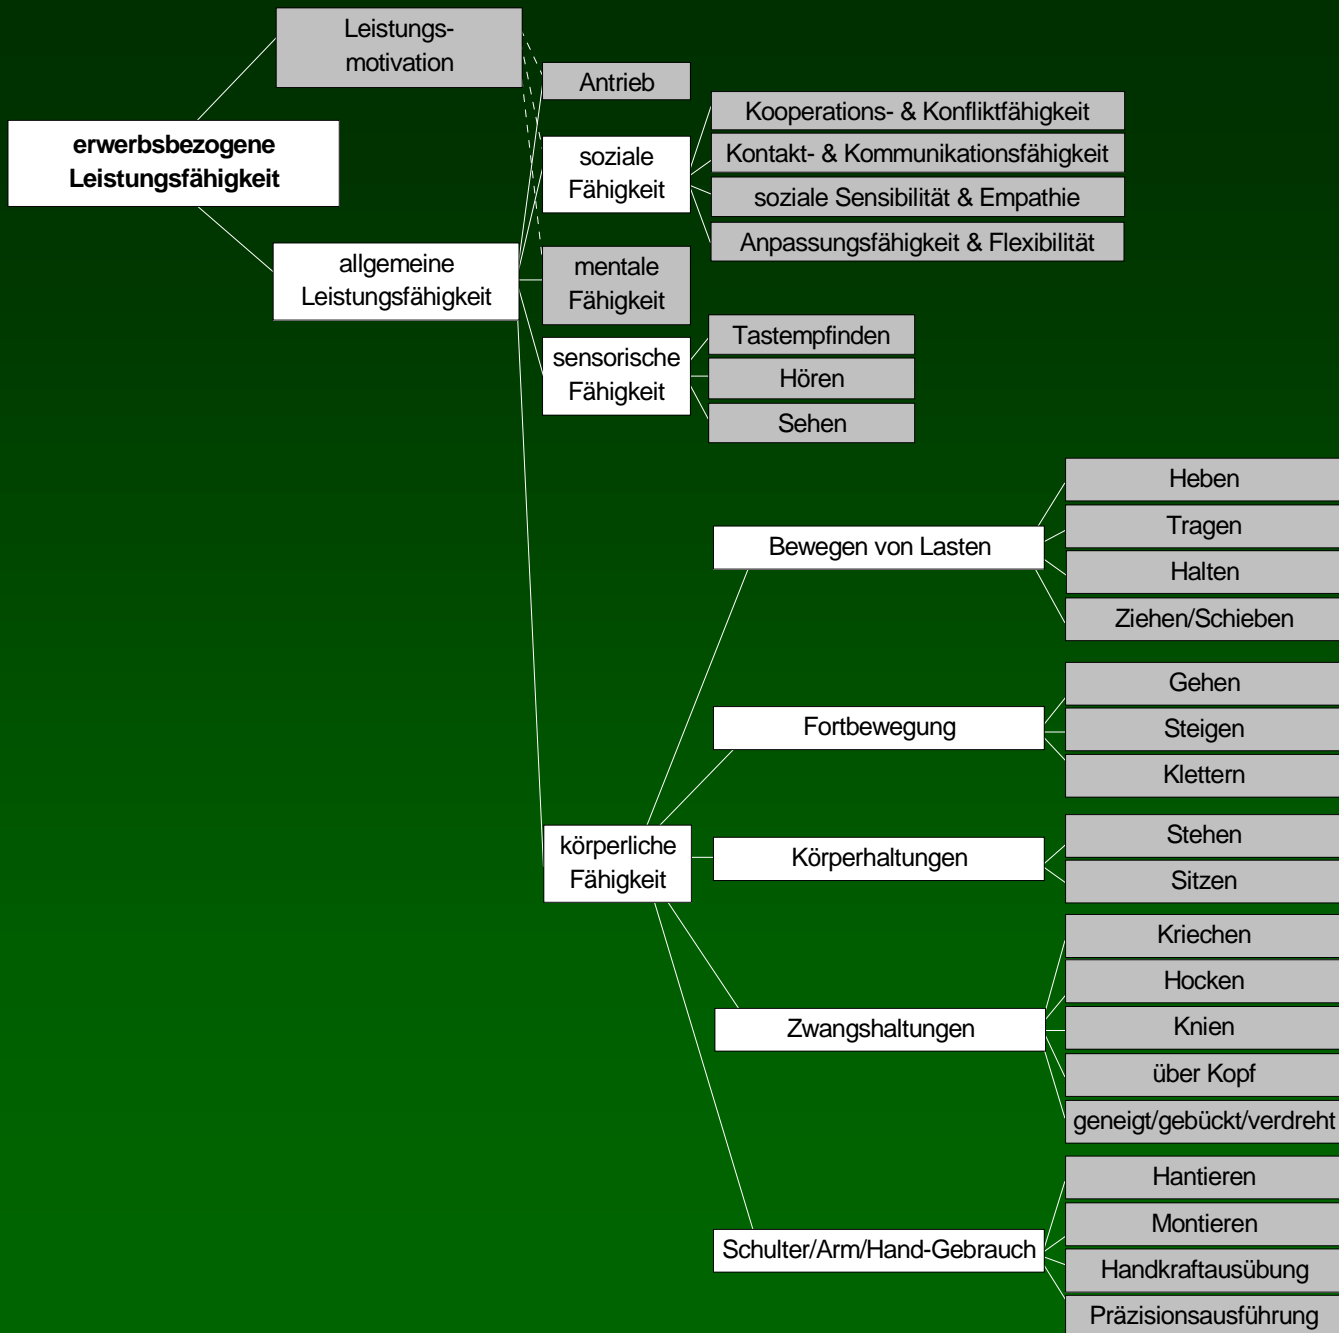 Leistungs-
motivation
erwerbsbezogene
Leistungsfähigkeit
allgemeine
Leistungsfähigkeit
Antrieb
soziale
Fähigkeit
Kooperations- & Konfliktfähigkeit
Kontakt- & Kommunikationsfähigkeit
soziale Sensibilität & Empathie
Anpassungsfähigkeit & Flexibilität
mentale
Fähigkeit
sensorische
Fähigkeit
Tastempfinden
Hören
Sehen
körperliche
Fähigkeit
Bewegen von Lasten
Heben
Tragen
Halten
Ziehen/Schieben
Fortbewegung
Gehen
Steigen
Klettern
Körperhaltungen
Stehen
Sitzen
Zwangshaltungen
Kriechen
Hocken
Knien
über Kopf
geneigt/gebückt/verdreht
Schulter/Arm/Hand-Gebrauch
Hantieren
Montieren
Handkraftausübung
Präzisionsausführung